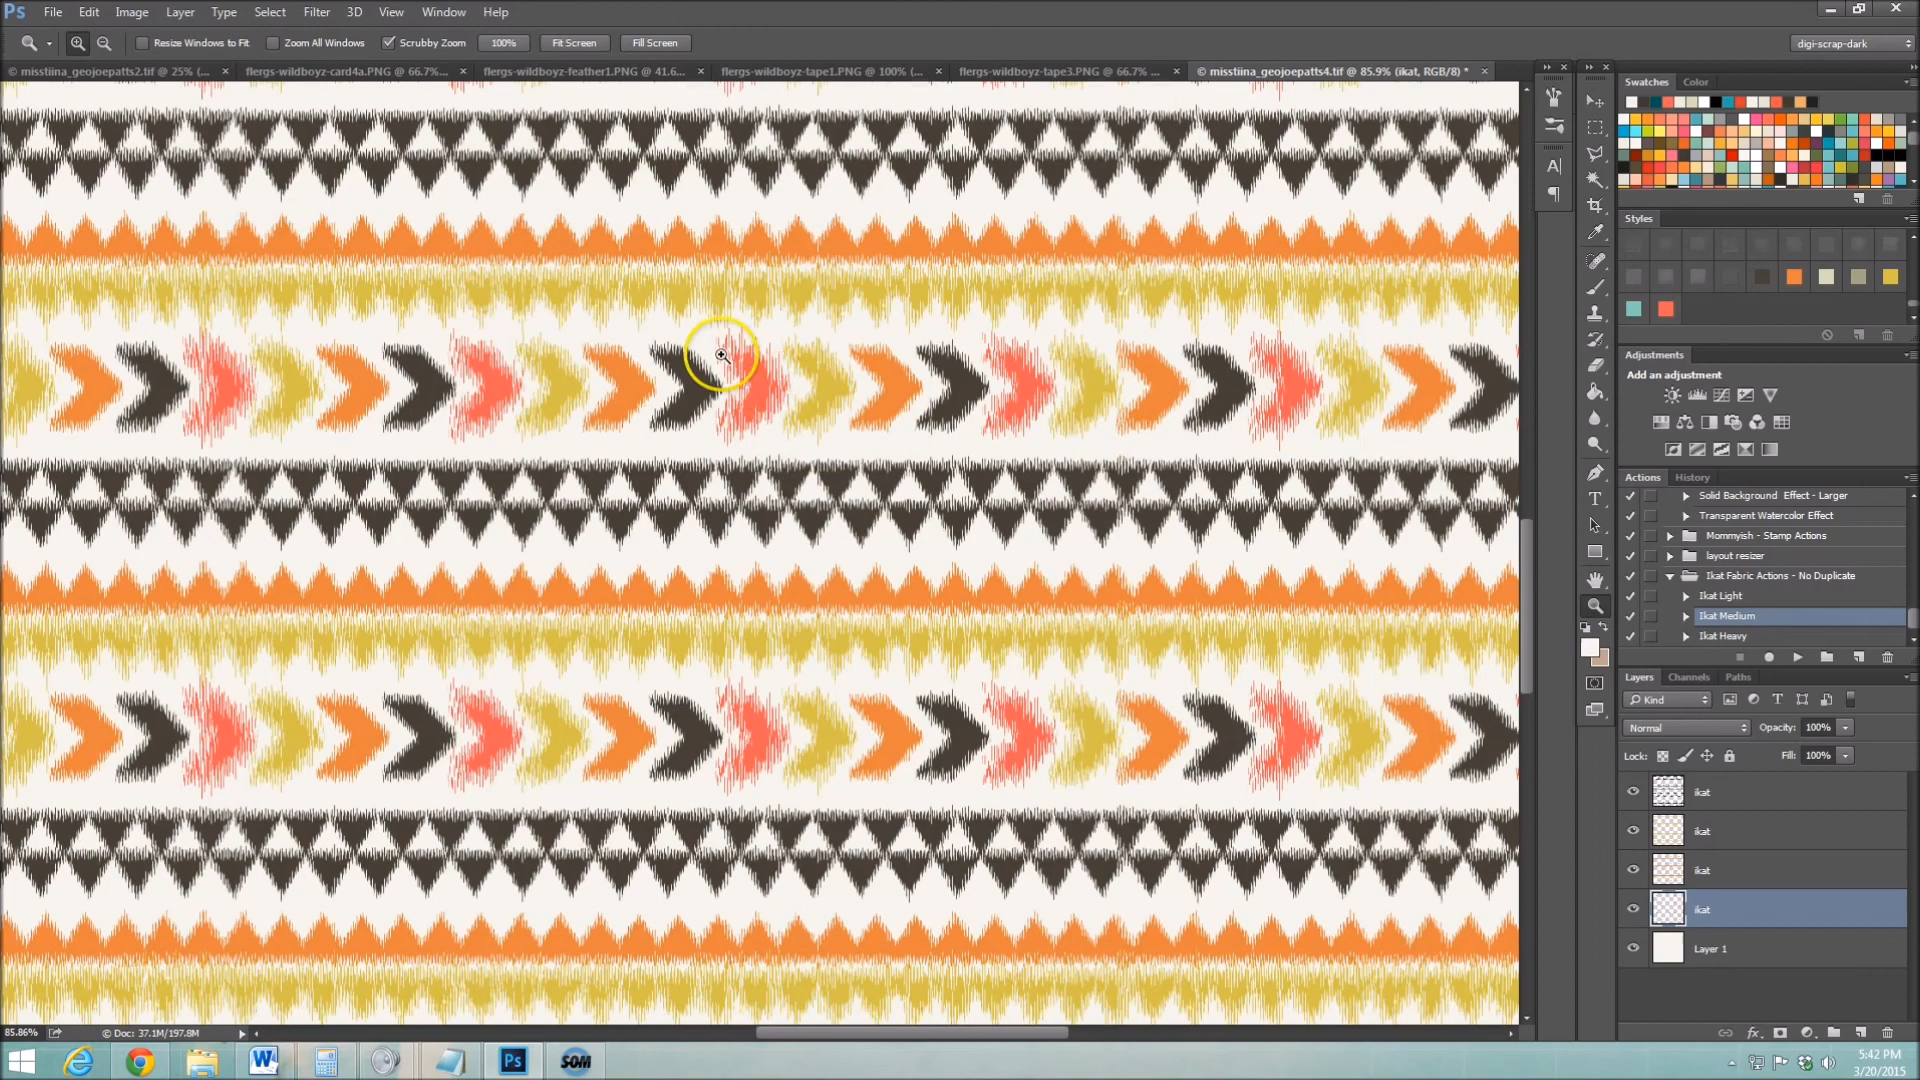 Ps File Edit Image Layer Type Select Filter 3D View Window Help
Resize Windows to Fit Zoom All Windows Scrubby Zoom 100% Fit Screen Fill Screen digi-scrap-dark
misstiina_geojoepatts2.tif @ 25% (... flergs-wildboyz-card4a.PNG @ 66.7%... flergs-wildboyz-feather1.PNG @ 41.6... flergs-wildboyz-tape1.PNG @ 100% (... flergs-wildboyz-tape3.PNG @ 66.7% ... © misstiina_geojoepatts4.tif @ 85.9% (ikat, RGB/8) *
Swatches Color
Styles
Adjustments
Add an adjustment
Actions History
Solid Background Effect - Larger
Transparent Watercolor Effect
Mommyish - Stamp Actions
layout resizer
Ikat Fabric Actions - No Duplicate
Ikat Light
Ikat Medium
Ikat Heavy
Layers Channels Paths
Kind
Normal Opacity: 100%
Lock: Fill: 100%
ikat
ikat
ikat
ikat
Layer 1
85.86% © Doc: 37.1M/197.8M
Ps SOM
5:42 PM
3/20/2015